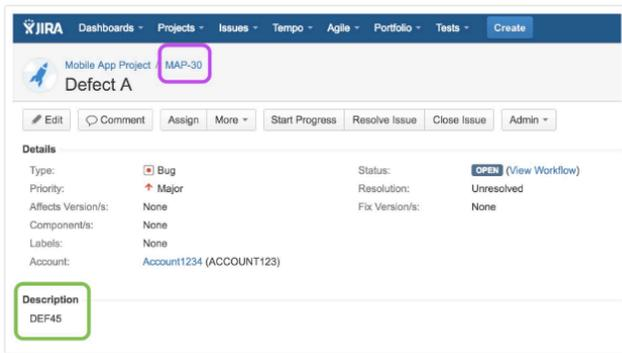 JIRA Dashboards Projects Issues Tempo Agile Portfolio Tests Create
Mobile App Project / MAP-30
Defect A
Edit Comment Assign More Start Progress Resolve Issue Close Issue Admin
Details
Type: Bug Status: OPEN (View Workflow)
Priority: Major Resolution: Unresolved
Affects Version/s: None Fix Version/s: None
Component/s: None
Labels: None
Account: Account1234 (ACCOUNT123)
Description
DEF45